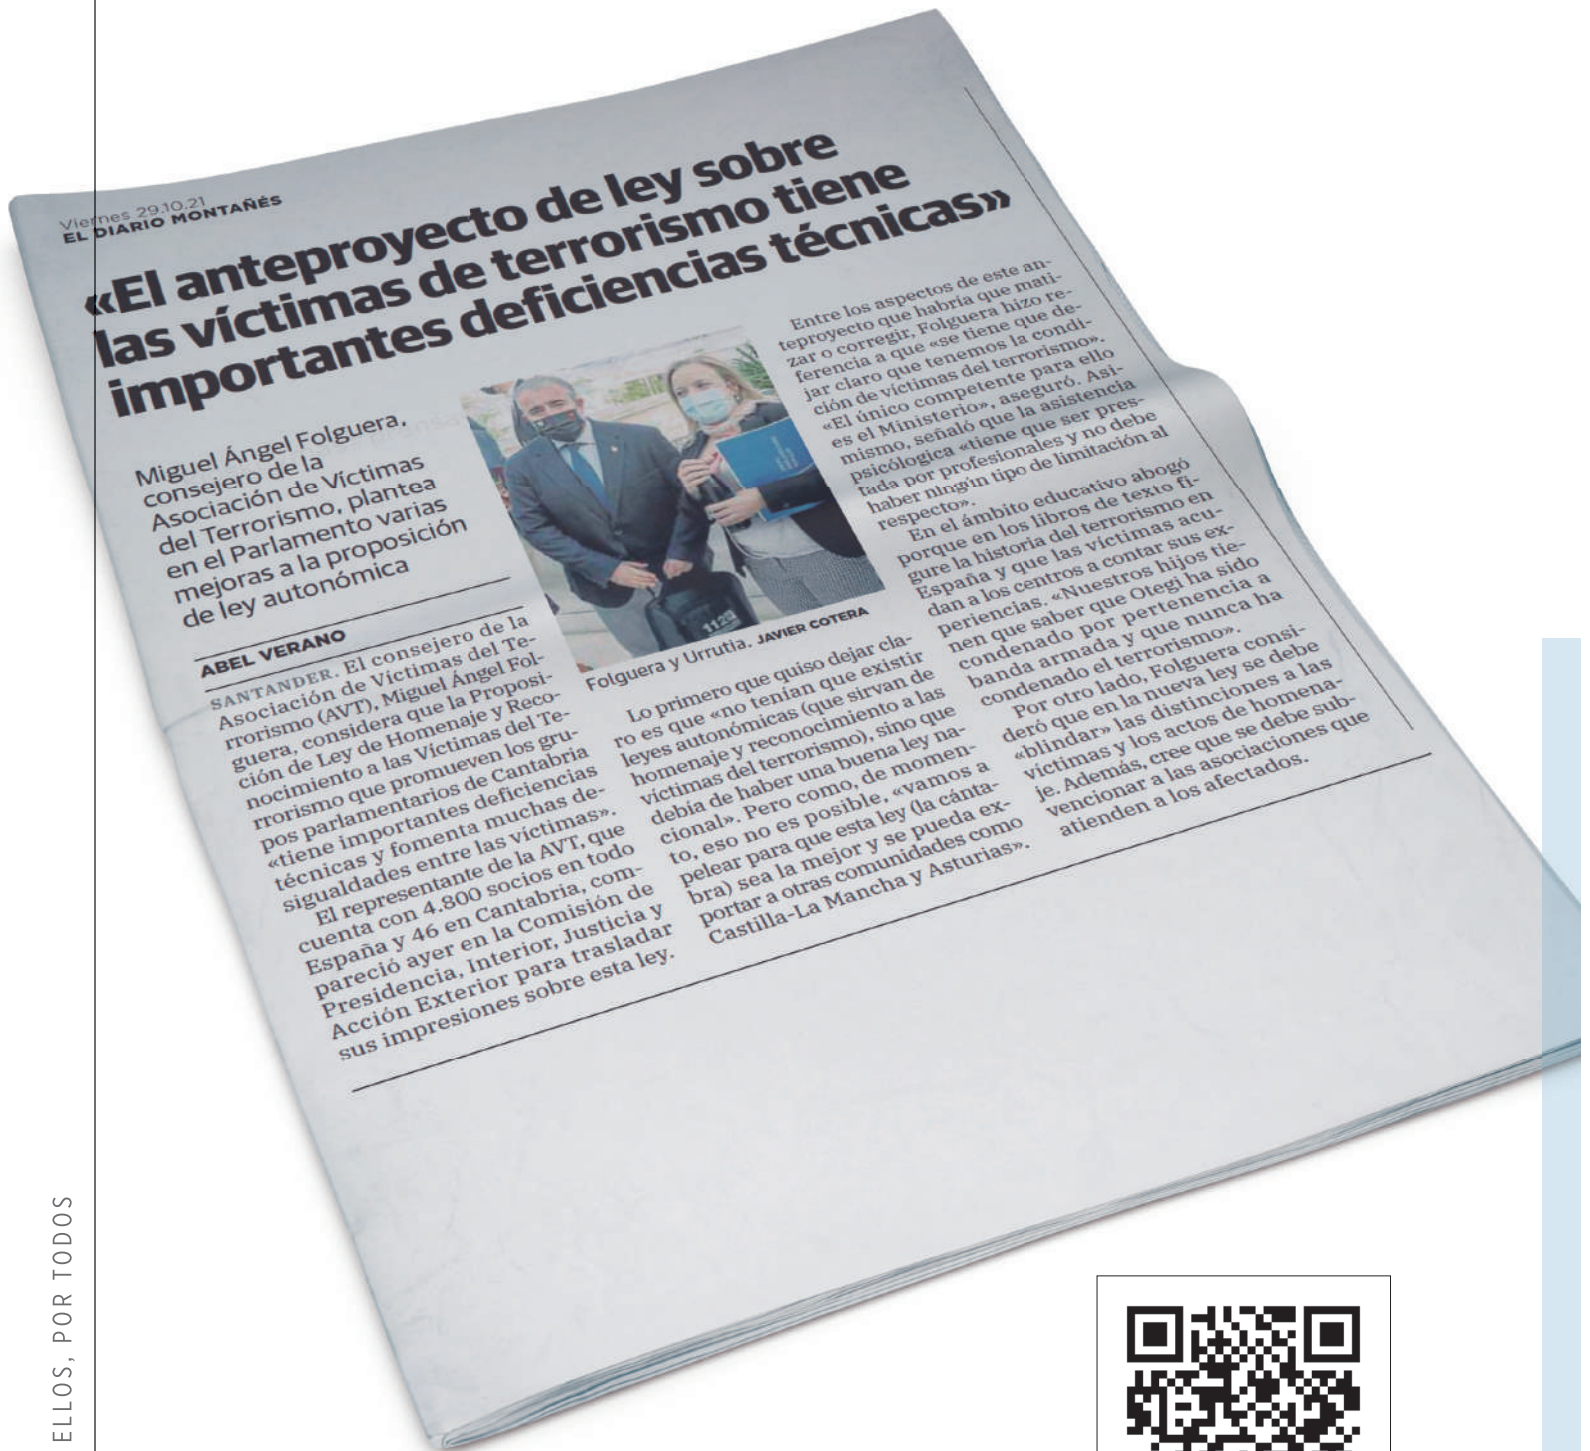 Viernes 29.10.21
EL DIARIO MONTAÑÉS
«El anteproyecto de ley sobre
las víctimas de terrorismo tiene
importantes deficiencias técnicas»
Miguel Ángel Folguera,
consejero de la
Asociación de Víctimas
del Terrorismo, plantea
en el Parlamento varias
mejoras a la proposición
de ley autonómica
ABEL VERANO
SANTANDER. El consejero de la
Asociación de Víctimas del Te-
rrorismo (AVT), Miguel Ángel Fol-
guera, considera que la Proposi-
ción de Ley de Homenaje y Reco-
nocimiento a las Víctimas del Te-
rrorismo que promueven los gru-
pos parlamentarios de Cantabria
«tiene importantes deficiencias
técnicas y fomenta muchas de-
sigualdades entre las víctimas».
El representante de la AVT, que
cuenta con 4.800 socios en todo
España y 46 en Cantabria, com-
pareció ayer en la Comisión de
Presidencia, Interior, Justicia y
Acción Exterior para trasladar
sus impresiones sobre esta ley.
1129
Folguera y Urrutia. JAVIER COTERA
Lo primero que quiso dejar cla-
ro es que «no tenían que existir
leyes autonómicas (que sirvan de
homenaje y reconocimiento a las
víctimas del terrorismo), sino que
debía de haber una buena ley na-
cional». Pero como, de momen-
to, eso no es posible, «vamos a
pelear para que esta ley (la cánta-
bra) sea la mejor y se pueda ex-
portar a otras comunidades como
Castilla-La Mancha y Asturias».
Entre los aspectos de este an-
teproyecto que habría que mati-
zar o corregir, Folguera hizo re-
ferencia a que «se tiene que de-
jar claro que tenemos la condi-
ción de víctimas del terrorismo».
«El único competente para ello
es el Ministerio», aseguró. Asi-
mismo, señaló que la asistencia
psicólogica «tiene que ser pres-
tada por profesionales y no debe
haber ningún tipo de limitación al
respecto».
En el ámbito educativo abogó
porque en los libros de texto fi-
gure la historia del terrorismo en
España y que las víctimas acu-
dan a los centros a contar sus ex-
periencias. «Nuestros hijos tie-
nen que saber que Otegi ha sido
condenado por pertenencia a
banda armada y que nunca ha
condenado el terrorismo».
Por otro lado, Folguera consi-
deró que en la nueva ley se debe
«blindar» las distinciones a las
víctimas y los actos de homena-
je. Además, cree que se debe sub-
vencionar a las asociaciones que
atienden a los afectados.
ELLOS, POR TODOS